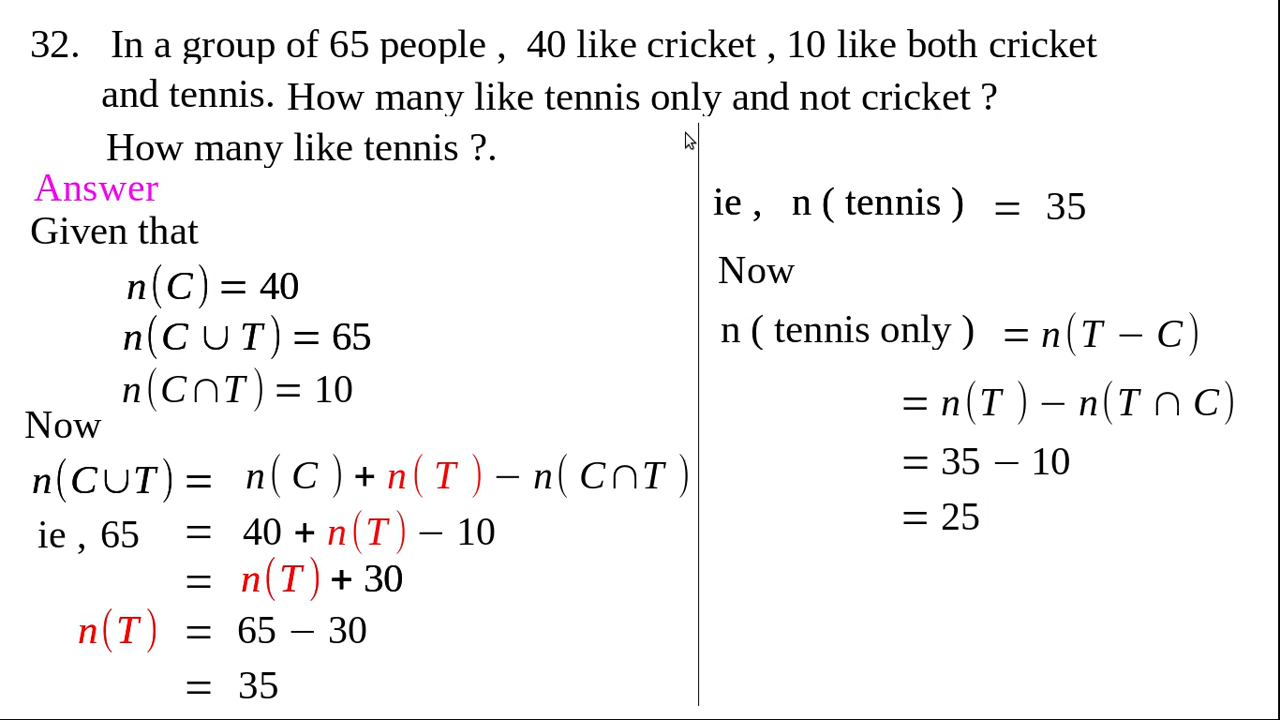 32. In a group of 65 people , 40 like cricket , 10 like both cricket
and tennis. How many like tennis only and not cricket ?
How many like tennis ?.
Answer
Given that
n(C) = 40
n(C ∪ T) = 65
n(C∩T) = 10
Now
n(C∪T) = n( C ) + n( T ) − n( C∩T )
ie , 65 = 40 + n(T) − 10
= n(T) + 30
n(T) = 65 − 30
= 35
ie , n ( tennis ) = 35
Now
n ( tennis only ) = n(T − C)
= n(T ) − n(T ∩ C)
= 35 − 10
= 25